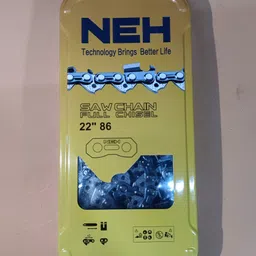 NEH
Technology Brings Better Life
SAW CHAIN
FULL CHISEL
22" 86